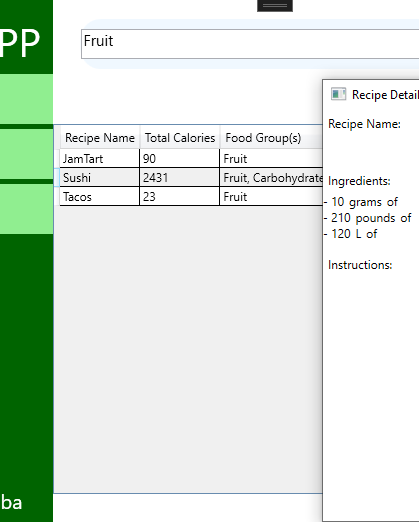 PP
Fruit
Recipe Detail
Recipe Name:
Recipe Name Total Calories Food Group(s)
JamTart 90 Fruit
Sushi 2431 Fruit, Carbohydrate
Tacos 23 Fruit
Ingredients:
- 10 grams of
- 210 pounds of
- 120 L of
Instructions:
ba